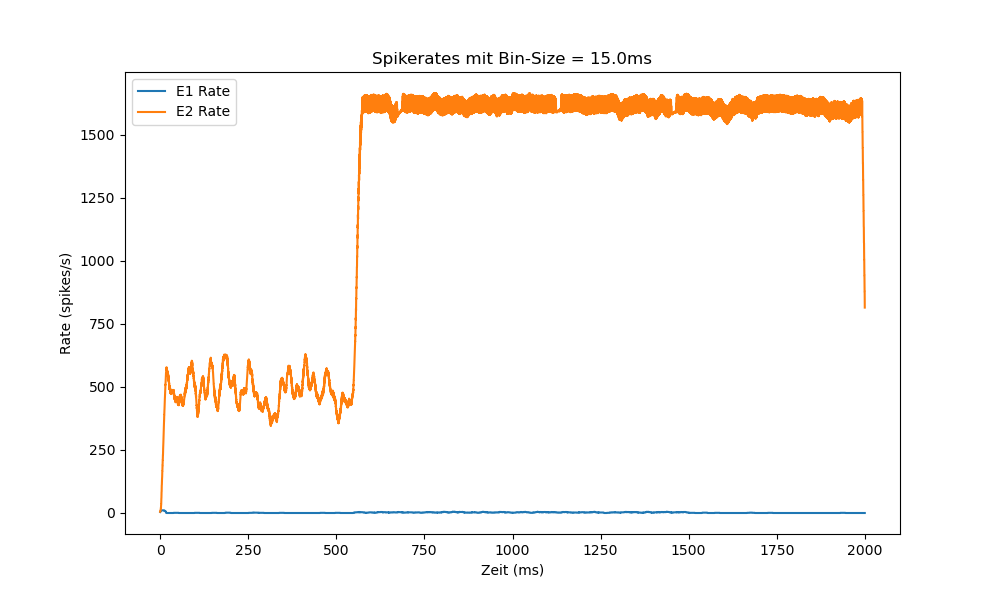 Spikerates mit Bin-Size = 15.0ms
E1 Rate
E2 Rate
1500
1250
1000
750
500
250
0
Rate (spikes/s)
0 250 500 750 1000 1250 1500 1750 2000
Zeit (ms)